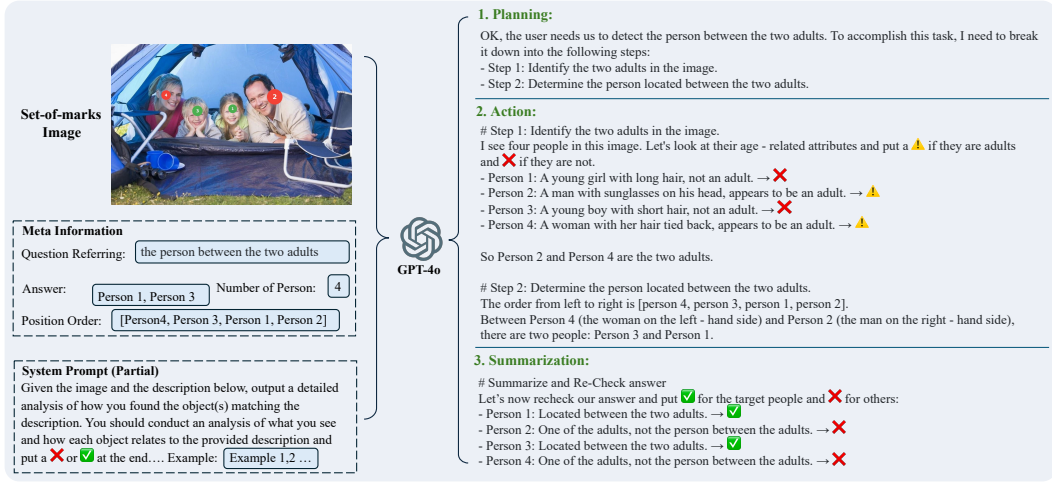 Set-of-marks
Image
4
3
1
2
Meta Information
Question Referring: the person between the two adults
Answer: Person 1, Person 3 Number of Person: 4
Position Order: [Person4, Person 3, Person 1, Person 2]
System Prompt (Partial)
Given the image and the description below, output a detailed
analysis of how you found the object(s) matching the
description. You should conduct an analysis of what you see
and how each object relates to the provided description and
put a ❌ or ✅ at the end…. Example: Example 1,2 …
GPT-4o
1. Planning:
OK, the user needs us to detect the person between the two adults. To accomplish this task, I need to break
it down into the following steps:
- Step 1: Identify the two adults in the image.
- Step 2: Determine the person located between the two adults.
2. Action:
# Step 1: Identify the two adults in the image.
I see four people in this image. Let's look at their age - related attributes and put a ⚠️ if they are adults
and ❌ if they are not.
- Person 1: A young girl with long hair, not an adult. → ❌
- Person 2: A man with sunglasses on his head, appears to be an adult. → ⚠️
- Person 3: A young boy with short hair, not an adult. → ❌
- Person 4: A woman with her hair tied back, appears to be an adult. → ⚠️
So Person 2 and Person 4 are the two adults.
# Step 2: Determine the person located between the two adults.
The order from left to right is [person 4, person 3, person 1, person 2].
Between Person 4 (the woman on the left - hand side) and Person 2 (the man on the right - hand side),
there are two people: Person 3 and Person 1.
3. Summarization:
# Summarize and Re-Check answer
Let's now recheck our answer and put ✅ for the target people and ❌ for others:
- Person 1: Located between the two adults. → ✅
- Person 2: One of the adults, not the person between the adults. → ❌
- Person 3: Located between the two adults. → ✅
- Person 4: One of the adults, not the person between the adults. → ❌